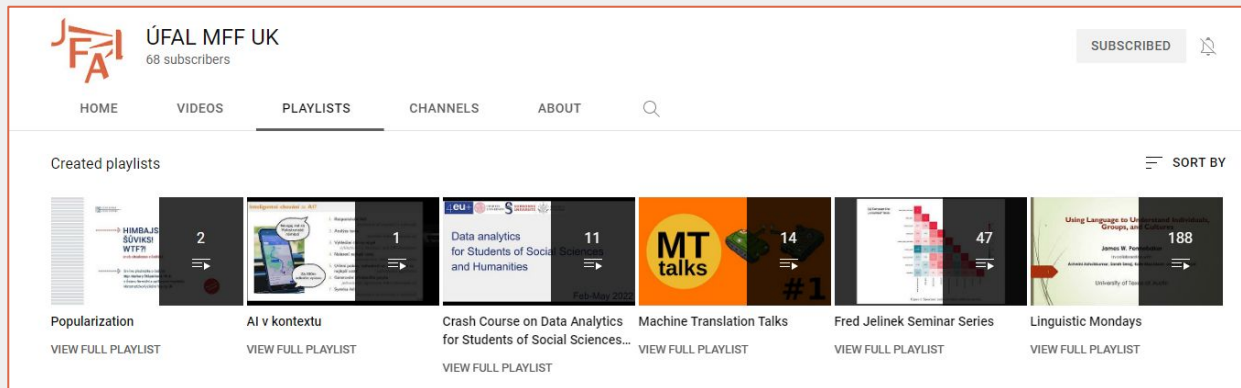 ÚFAL MFF UK
68 subscribers
SUBSCRIBED
HOME VIDEOS PLAYLISTS CHANNELS ABOUT
Created playlists
SORT BY
HIMBAJS
ŠŪVIKS!
WTF?!
2
1
eu+
Data analytics
for Students of Social Sciences
and Humanities
Feb-May 2022
11
MT
talks
#1
14
47
Using Language to Understand Individuals,
Groups, and Cultures
James W.
University of Texas at Austin
188
Popularization
VIEW FULL PLAYLIST
AI v kontextu
VIEW FULL PLAYLIST
Crash Course on Data Analytics
for Students of Social Sciences...
VIEW FULL PLAYLIST
Machine Translation Talks
VIEW FULL PLAYLIST
Fred Jelinek Seminar Series
VIEW FULL PLAYLIST
Linguistic Mondays
VIEW FULL PLAYLIST